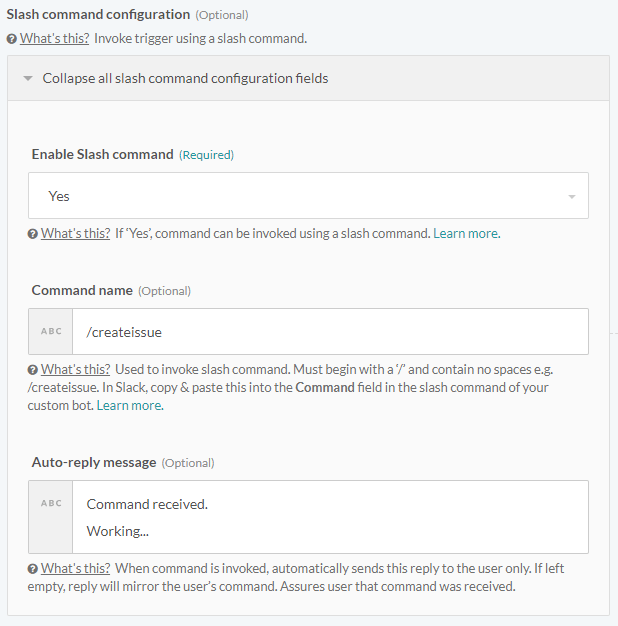 Slash command configuration (Optional)
What's this? Invoke trigger using a slash command.
Collapse all slash command configuration fields
Enable Slash command (Required)
Yes
What's this? If 'Yes', command can be invoked using a slash command. Learn more.
Command name (Optional)
ABC /createissue
What's this? Used to invoke slash command. Must begin with a '/' and contain no spaces e.g.
/createissue. In Slack, copy & paste this into the Command field in the slash command of your
custom bot. Learn more.
Auto-reply message (Optional)
ABC Command received.
Working...
What's this? When command is invoked, automatically sends this reply to the user only. If left
empty, reply will mirror the user's command. Assures user that command was received.